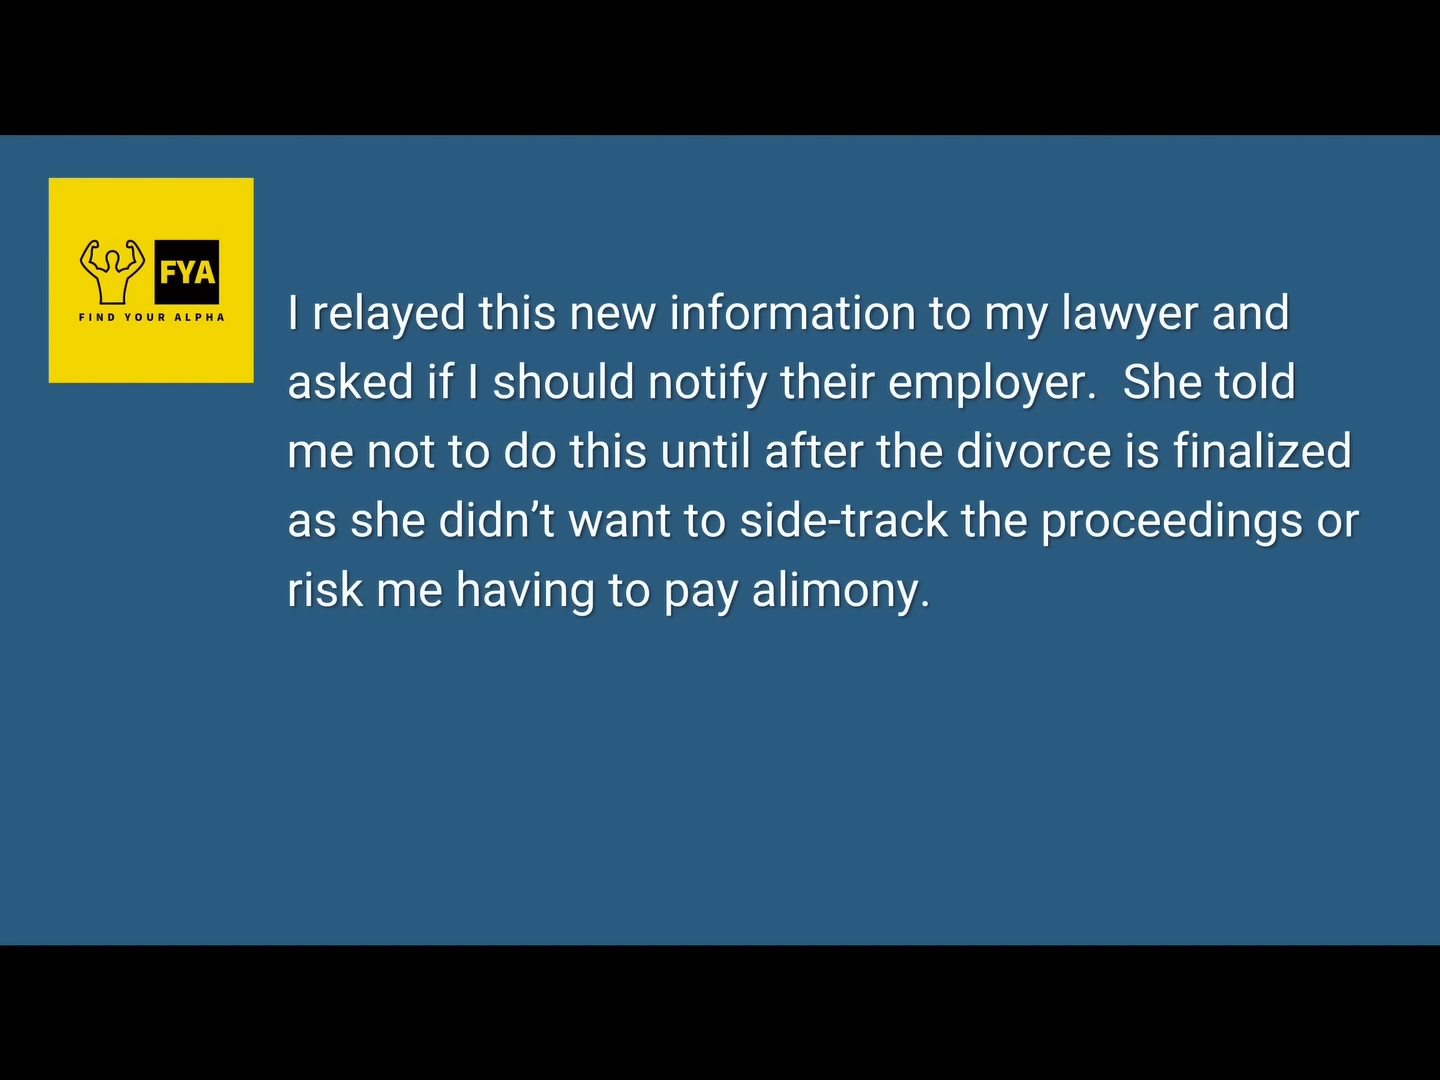 FYA
FIND YOUR ALPHA
I relayed this new information to my lawyer and
asked if I should notify their employer.  She told
me not to do this until after the divorce is finalized
as she didn’t want to side-track the proceedings or
risk me having to pay alimony.